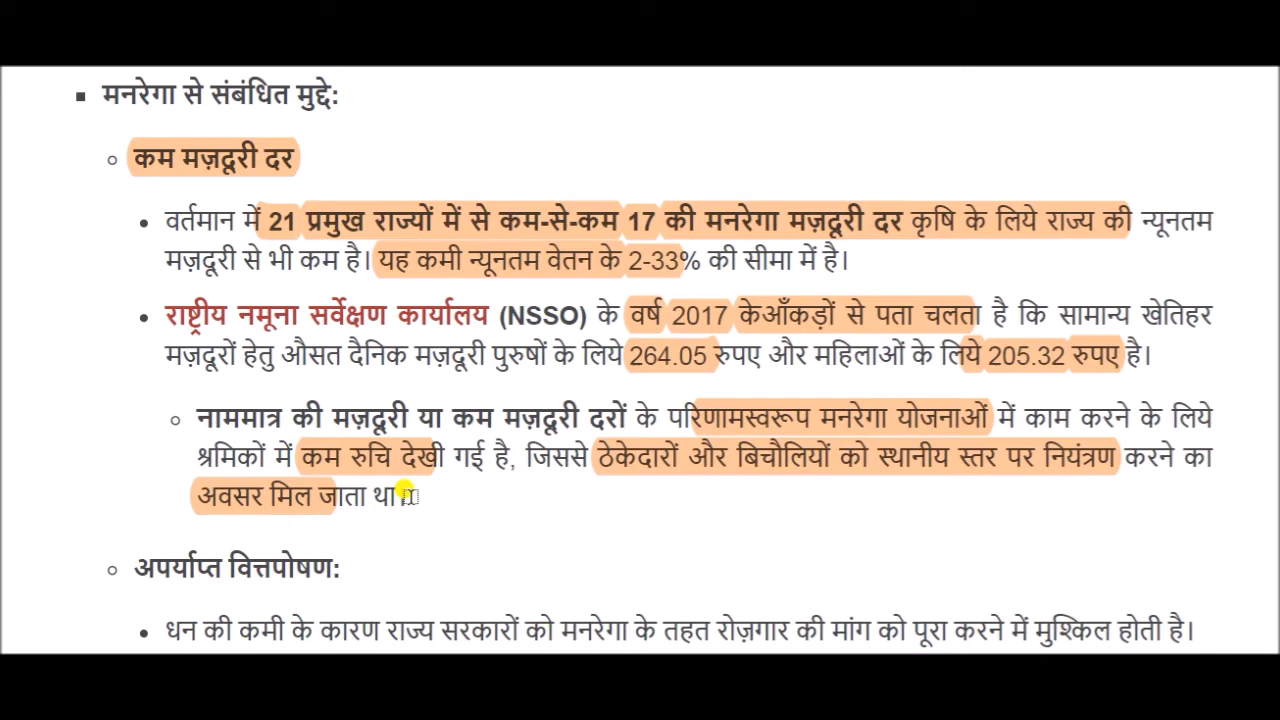 मनरेगा से संबंधित मुद्दे:
कम मज़दूरी दर
वर्तमान में 21 प्रमुख राज्यों में से कम-से-कम 17 की मनरेगा मज़दूरी दर कृषि के लिये राज्य की न्यूनतम
मज़दूरी से भी कम है। यह कमी न्यूनतम वेतन के 2-33% की सीमा में है।
राष्ट्रीय नमूना सर्वेक्षण कार्यालय (NSSO) के वर्ष 2017 केआँकड़ों से पता चलता है कि सामान्य खेतिहर
मज़दूरों हेतु औसत दैनिक मज़दूरी पुरुषों के लिये 264.05 रुपए और महिलाओं के लिये 205.32 रुपए है।
नाममात्र की मज़दूरी या कम मज़दूरी दरों के परिणामस्वरूप मनरेगा योजनाओं में काम करने के लिये
श्रमिकों में कम रुचि देखी गई है, जिससे ठेकेदारों और बिचौलियों को स्थानीय स्तर पर नियंत्रण करने का
अवसर मिल जाता था
अपर्याप्त वित्तपोषण:
धन की कमी के कारण राज्य सरकारों को मनरेगा के तहत रोज़गार की मांग को पूरा करने में मुश्किल होती है।